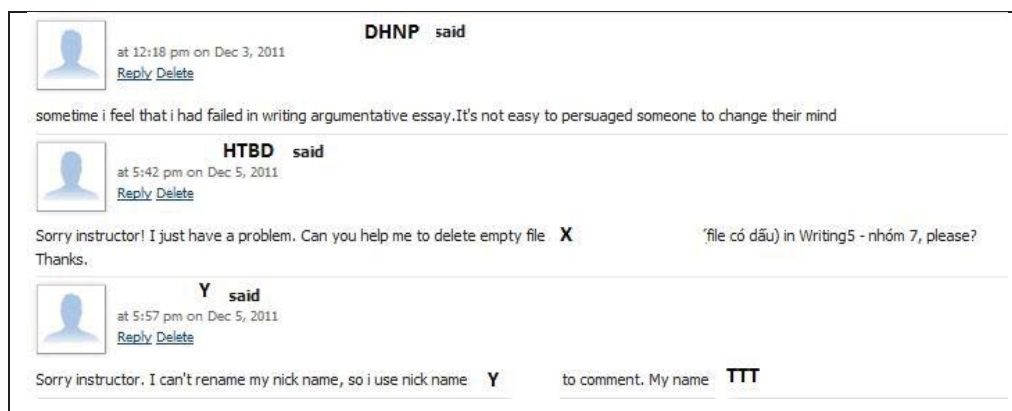 DHNP said
at 12:18 pm on Dec 3, 2011
Reply Delete
sometime i feel that i had failed in writing argumentative essay.It's not easy to persuaged someone to change their mind
HTBD said
at 5:42 pm on Dec 5, 2011
Reply Delete
Sorry instructor! I just have a problem. Can you help me to delete empty file X (file có dấu) in Writing5 - nhóm 7, please?
Thanks.
Y said
at 5:57 pm on Dec 5, 2011
Reply Delete
Sorry instructor. I can't rename my nick name, so i use nick name Y to comment. My name TTT